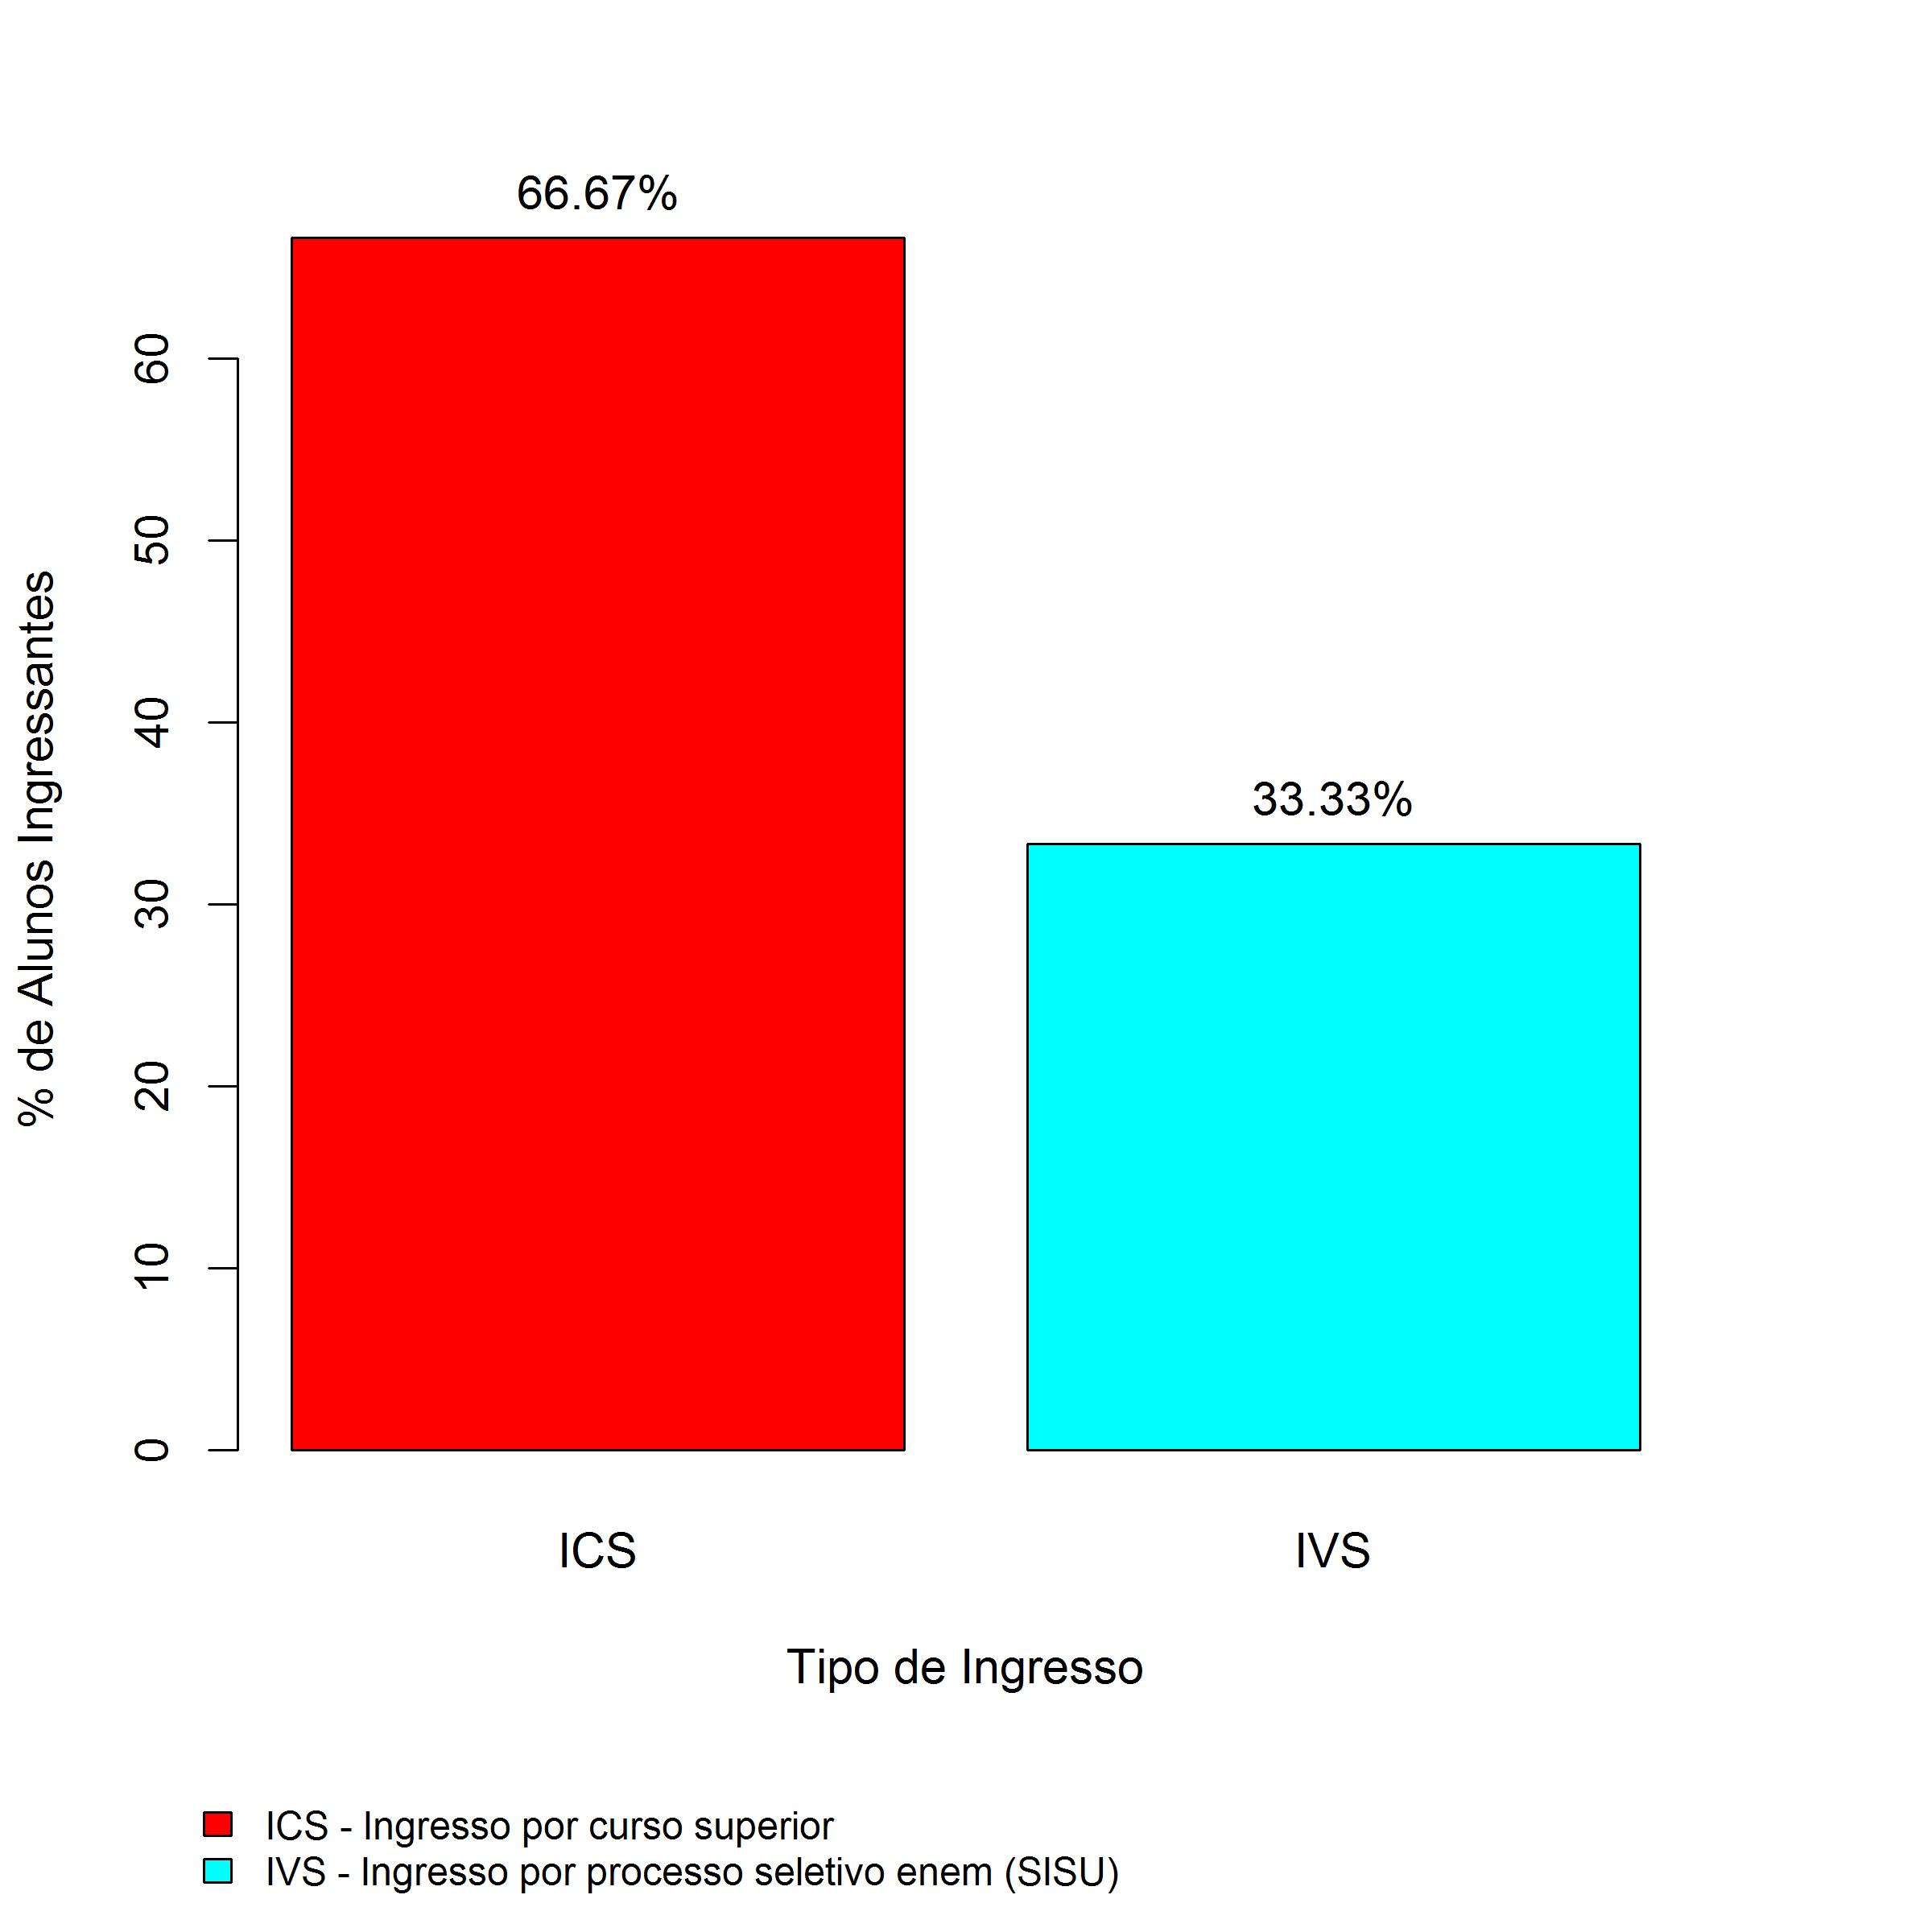 66.67%
33.33%
60
50
40
30
20
10
0
% de Alunos Ingressantes
ICS
IVS
Tipo de Ingresso
ICS - Ingresso por curso superior
IVS - Ingresso por processo seletivo enem (SISU)